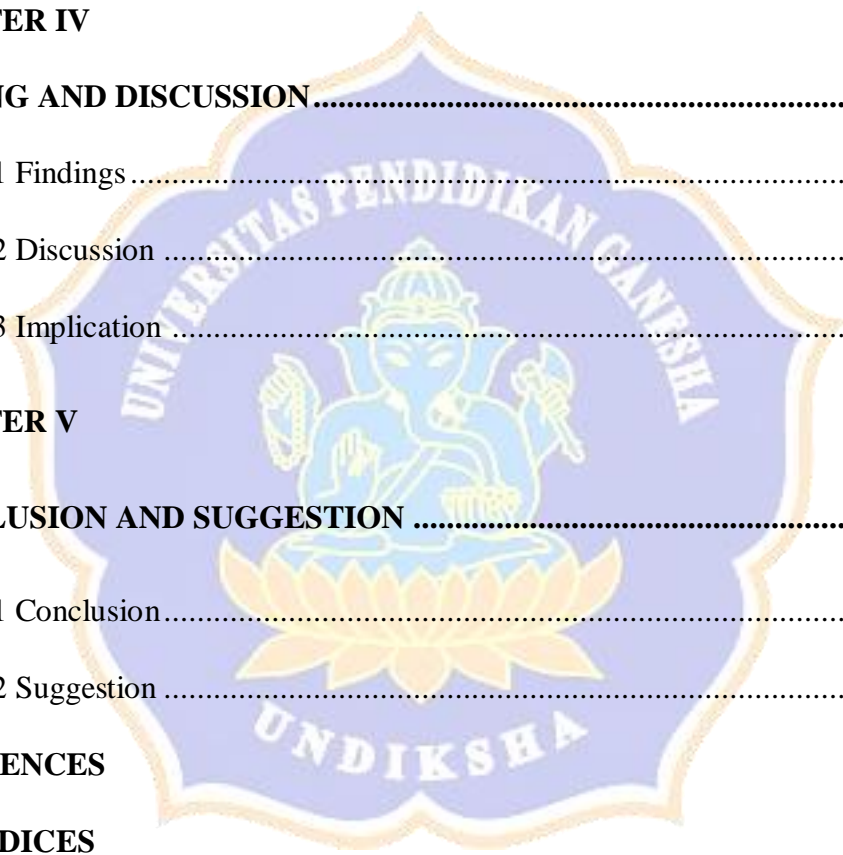 TER IV
NG AND DISCUSSION
1 Findings
2 Discussion
3 Implication
TER V
LUSION AND SUGGESTION
1 Conclusion
2 Suggestion
ENCES
DICES
UNIVERSITAS PENDIDIKAN GANESHA
UNDIKSHA